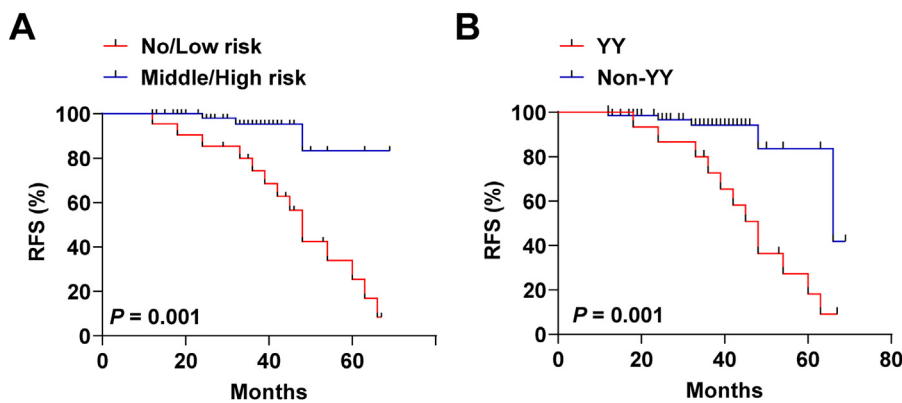 A
No/Low risk
Middle/High risk
100
80
60
40
20
0
RFS (%)
P = 0.001
0
20
40
60
Months
B
YY
Non-YY
100
80
60
40
20
0
RFS (%)
P = 0.001
0
20
40
60
80
Months